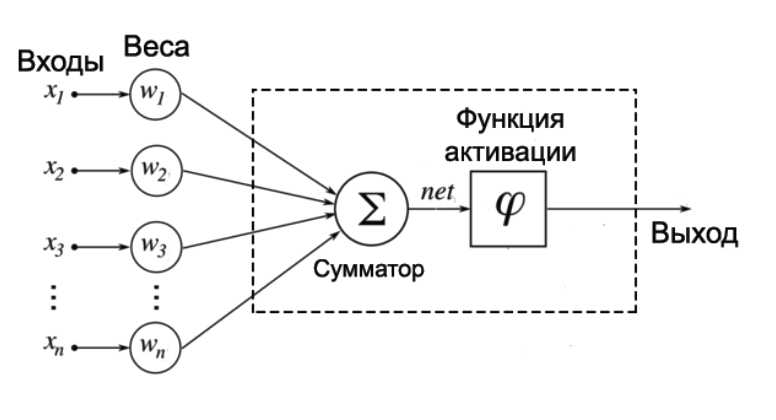 Входы
Веса
x1
w1
Функция
активации
x2
w2
Σ
net
φ
Выход
x3
w3
Сумматор
⋮
⋮
xn
wn